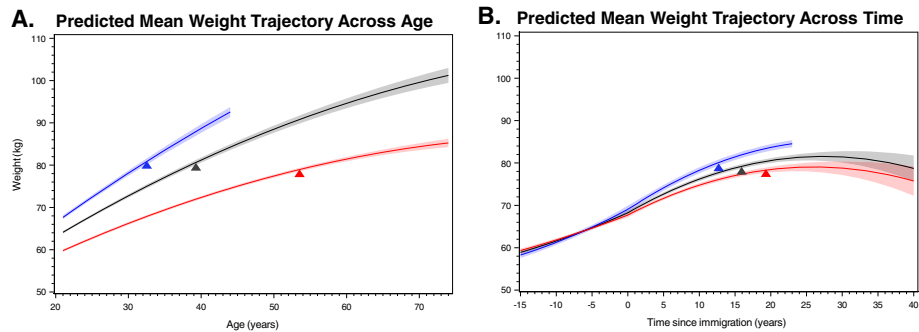 A. Predicted Mean Weight Trajectory Across Age
110
100
90
80
70
60
50
Weight (kg)
20 30 40 50 60 70
Age (years)
B. Predicted Mean Weight Trajectory Across Time
110
100
90
80
70
60
50
-15 -10 -5 0 5 10 15 20 25 30 35 40
Time since immigration (years)